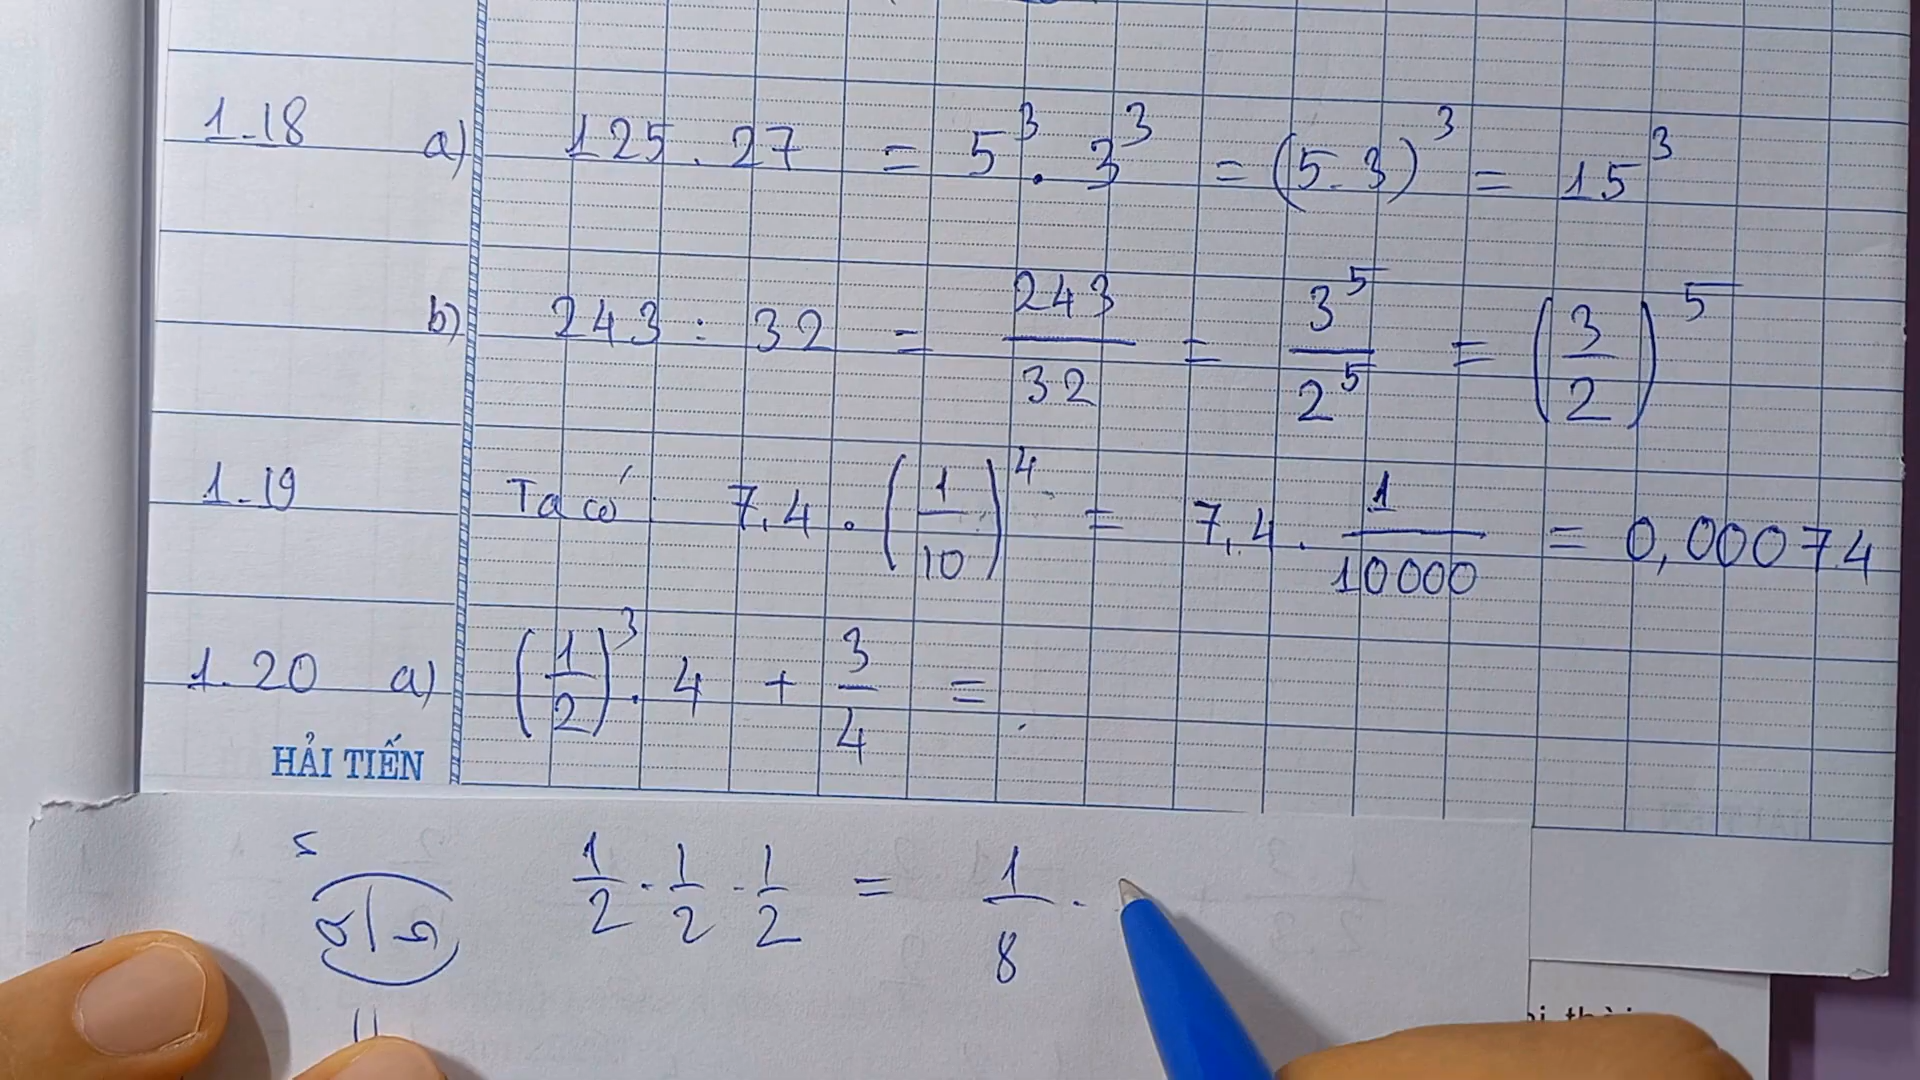 1.18 a) 125.27 = 5³ . 3³ = (5.3)³ = 15³
b) 243 : 32 = 243/32 = 3⁵/2⁵ = (3/2)⁵
1.19 Ta có 7,4 . (1/10)⁴ = 7,4 . 1/10000 = 0,00074
1.20 a) (1/2)³ . 4 + 3/4 =
HẢI TIẾN
1/2 . 1/2 . 1/2 = 1/8 .